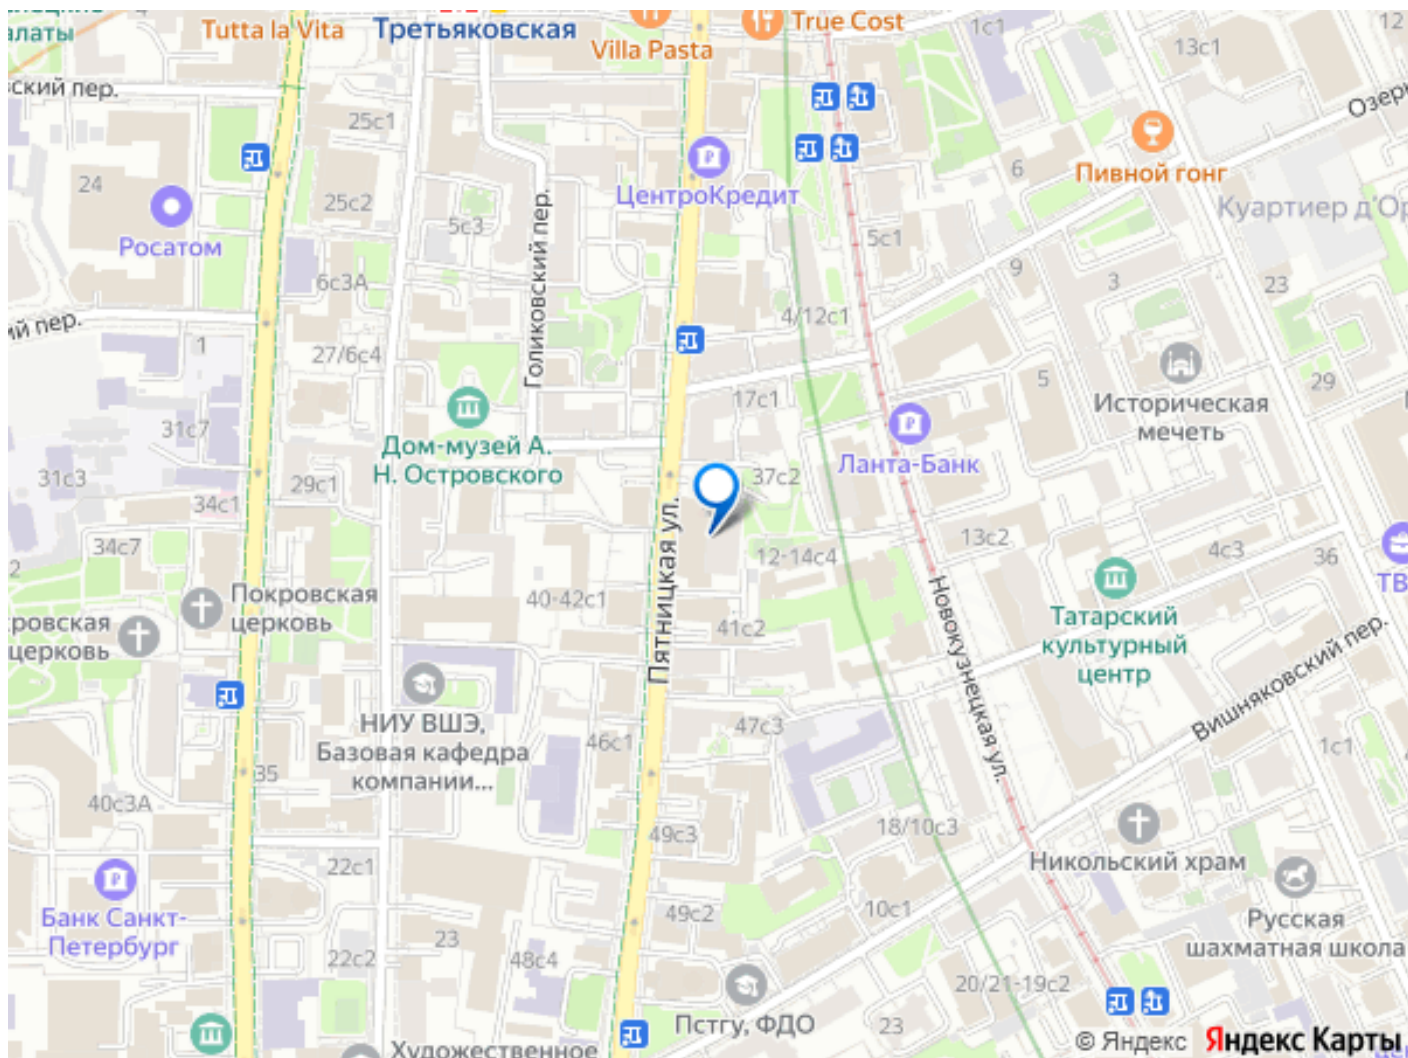 алаты
Tutta la Vita
Третьяковская
Villa Pasta
True Cost
1с1
13с1
12
ский пер.
25с1
ЦентроКредит
Пивной гонг
24
Росатом
25с2
5с3
Голиковский пер.
6
5с1
Куартиер д'Ор
6с3А
9
3
23
4/12с1
ий пер.
1
27/6с4
5
29
17с1
Историческая
мечеть
31с7
Дом-музей А.
Н. Островского
Ланта-Банк
31с3
29с1
34с1
37с2
Пятницкая ул.
13с2
34с7
2
12-14с4
4с3
36
ТВ
Покровская
церковь
40-42с1
Новокузнецкая ул.
Татарский
культурный
центр
кровская
церковь
41с2
Вишняковский пер.
НИУ ВШЭ,
Базовая кафедра
компании...
46с1
47с3
1с1
35
40с3А
49с3
18/10с3
Никольский храм
22с1
Банк Санкт-
Петербург
49с2
10с1
Русская
шахматная школа
23
22с2
48с4
20/21-19с2
Пстгу, ФДО
23
Художественное
© Яндекс Яндекс Карты